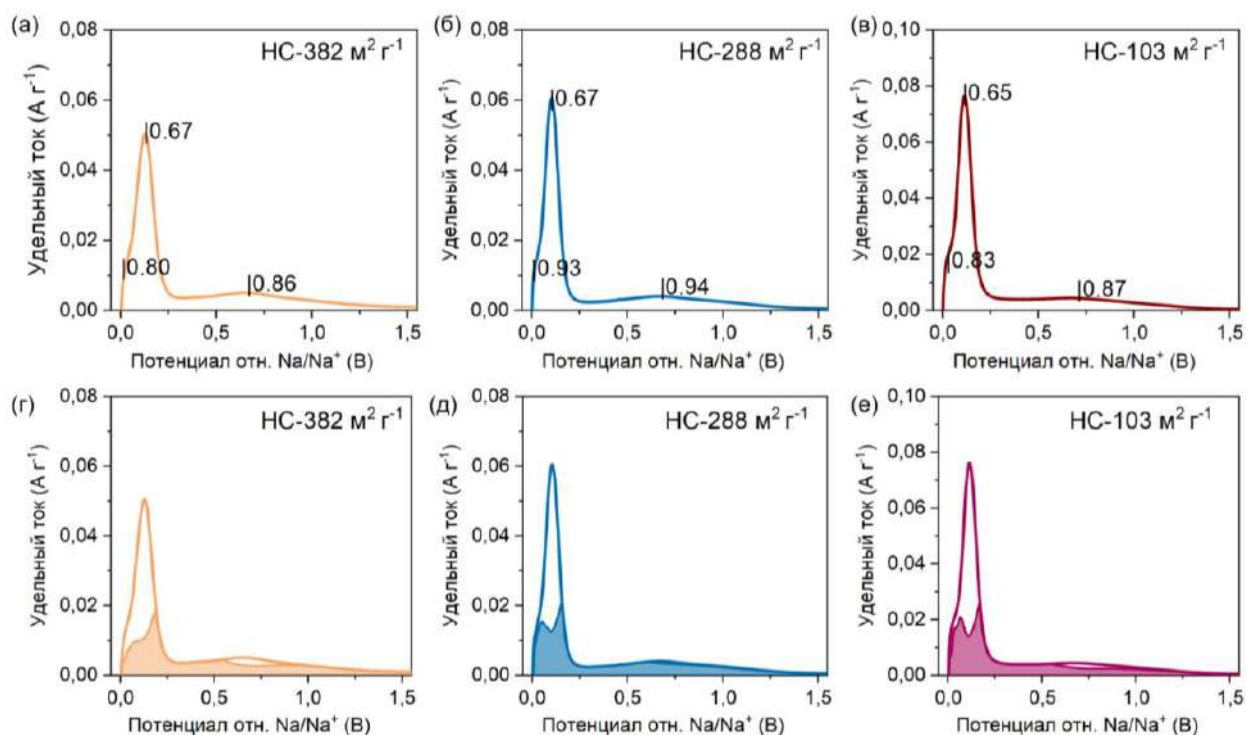 (а)
HC-382 м² г⁻¹
Удельный ток (А г⁻¹)
0,08
0,06
0,04
0,02
0,00
|0.67
|0.80
|0.86
0,0 0,5 1,0 1,5
Потенциал отн. Na/Na⁺ (В)
(б)
HC-288 м² г⁻¹
Удельный ток (А г⁻¹)
0,08
0,06
0,04
0,02
0,00
|0.67
|0.93
|0.94
0,0 0,5 1,0 1,5
Потенциал отн. Na/Na⁺ (В)
(в)
HC-103 м² г⁻¹
Удельный ток (А г⁻¹)
0,10
0,08
0,06
0,04
0,02
0,00
|0.65
|0.83
|0.87
0,0 0,5 1,0 1,5
Потенциал отн. Na/Na⁺ (В)
(г)
HC-382 м² г⁻¹
Удельный ток (А г⁻¹)
0,08
0,06
0,04
0,02
0,00
0,0 0,5 1,0 1,5
Потенциал отн. Na/Na⁺ (В)
(д)
HC-288 м² г⁻¹
Удельный ток (А г⁻¹)
0,08
0,06
0,04
0,02
0,00
0,0 0,5 1,0 1,5
Потенциал отн. Na/Na⁺ (В)
(е)
HC-103 м² г⁻¹
Удельный ток (А г⁻¹)
0,10
0,08
0,06
0,04
0,02
0,00
0,0 0,5 1,0 1,5
Потенциал отн. Na/Na⁺ (В)